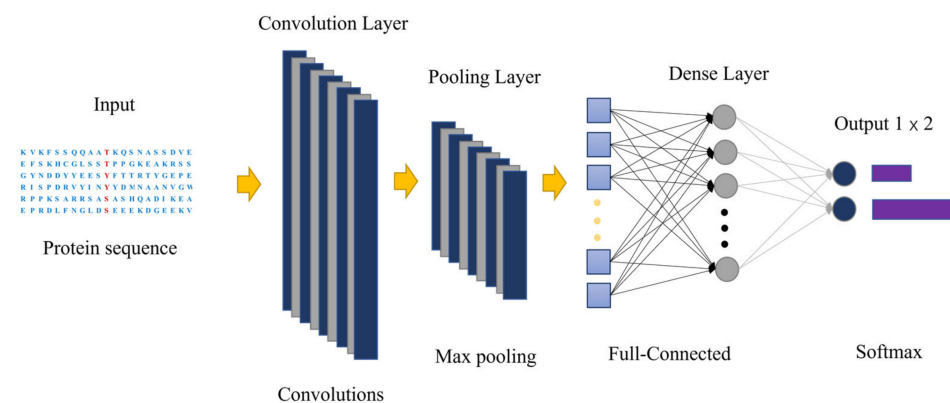 Convolution Layer
Pooling Layer
Dense Layer
Input
Output 1 x 2
K V K F S S Q Q A A T K Q S N A S S D V E
E F S K H C G L S S T P P G K E A K R S S
G Y N D D Y Y E E S Y F T T R T Y G E P E
R I S P D R V Y I N Y Y D M N A A N V G W
R P P K S A R R S A S A S H Q A D I K E A
E P R D L F N G L D S E E E K D G E E K V
Protein sequence
Max pooling
Full-Connected
Softmax
Convolutions